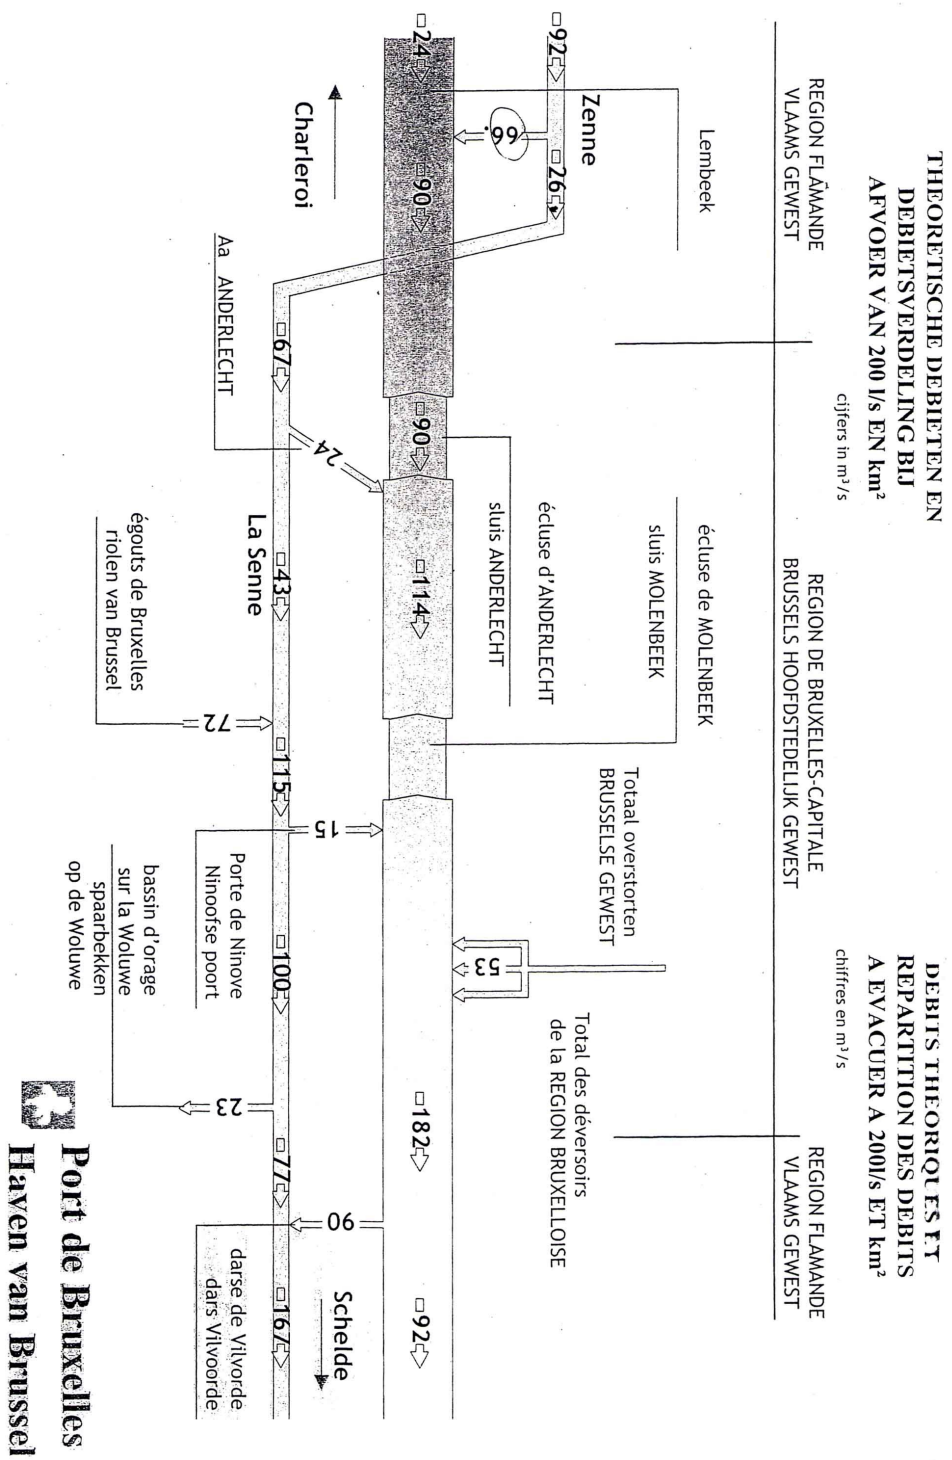 THEORETISCHE DEBIETEN EN
DEBIETSVERDELING BIJ
AFVOER VAN 200 l/s EN km²
cijfers in m³/s
DEBITS THEORIQUES ET
REPARTITION DES DEBITS
A EVACUER A 200l/s ET km²
chiffres en m³/s
REGION FLAMANDE
VLAAMS GEWEST
REGION DE BRUXELLES-CAPITALE
BRUSSELS HOOFDSTEDELIJK GEWEST
REGION FLAMANDE
VLAAMS GEWEST
Lembeek
écluse de MOLENBEEK
sluis MOLENBEEK
Totaal overstorten
BRUSSELSE GEWEST
Total des déversoirs
de la REGION BRUXELLOISE
Zenne
écluse d'ANDERLECHT
sluis ANDERLECHT
92
26
66
53
24
90
90
114
182
92
Charleroi
Schelde
24
15
90
67
43
115
100
77
167
La Senne
Aa ANDERLECHT
72
23
Porte de Ninove
Ninoofse poort
darse de Vilvorde
dars Vilvoorde
égouts de Bruxelles
riolen van Brussel
bassin d'orage
sur la Woluwe
spaarbekken
op de Woluwe
Port de Bruxelles
Haven van Brussel